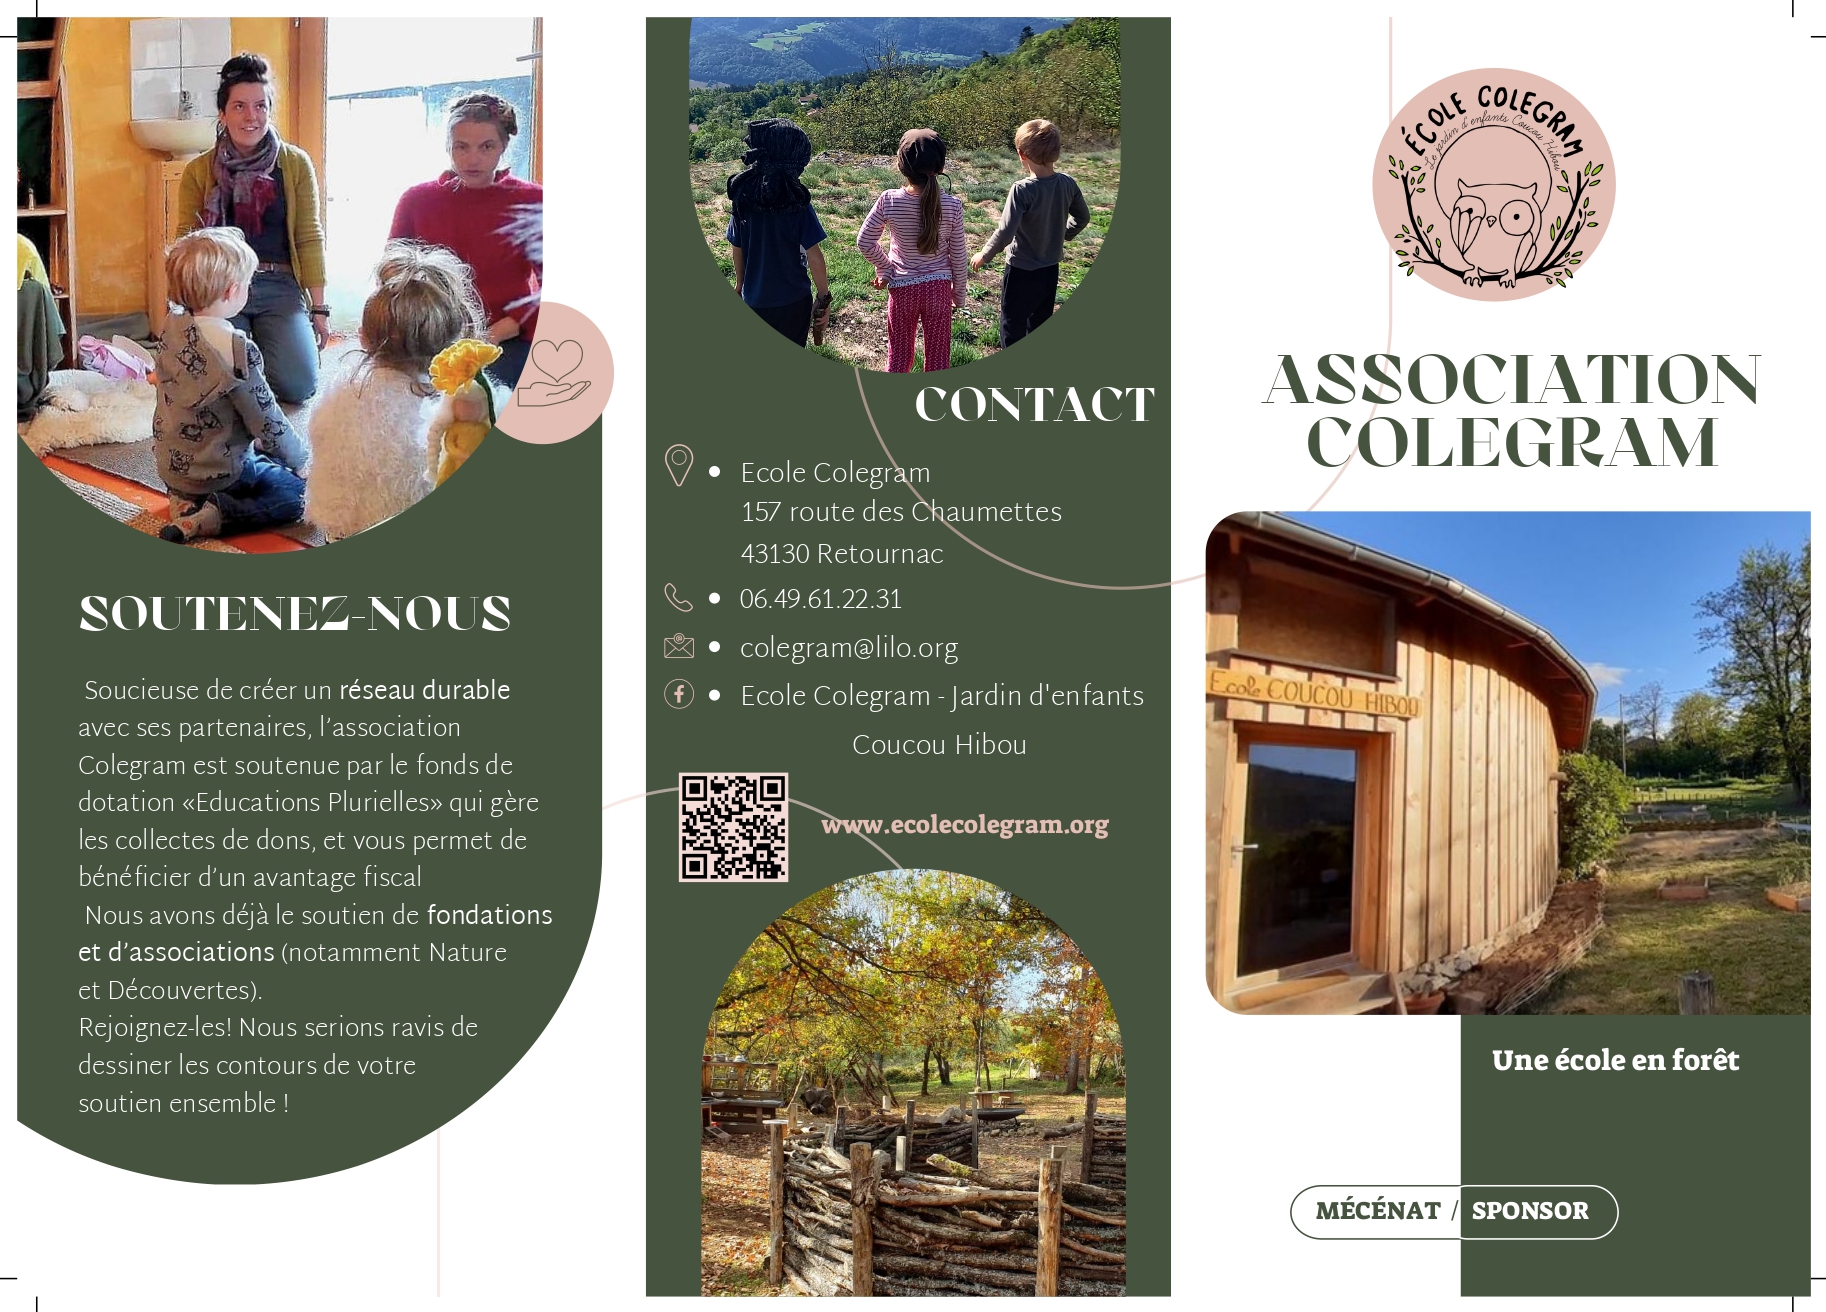 SOUTENEZ-NOUS
Soucieuse de créer un réseau durable
avec ses partenaires, l’association
Colegram est soutenue par le fonds de
dotation «Educations Plurielles» qui gère
les collectes de dons, et vous permet de
bénéficier d’un avantage fiscal
Nous avons déjà le soutien de fondations
et d’associations (notamment Nature
et Découvertes).
Rejoignez-les! Nous serions ravis de
dessiner les contours de votre
soutien ensemble !
CONTACT
Ecole Colegram
157 route des Chaumettes
43130 Retournac
06.49.61.22.31
colegram@lilo.org
Ecole Colegram - Jardin d'enfants
Coucou Hibou
www.ecolecolegram.org
ÉCOLE COLEGRAM
Le jardin d'enfants Coucou Hibou
ASSOCIATION
COLEGRAM
Ecole COUCOU HIBOU
Une école en forêt
MÉCÉNAT / SPONSOR